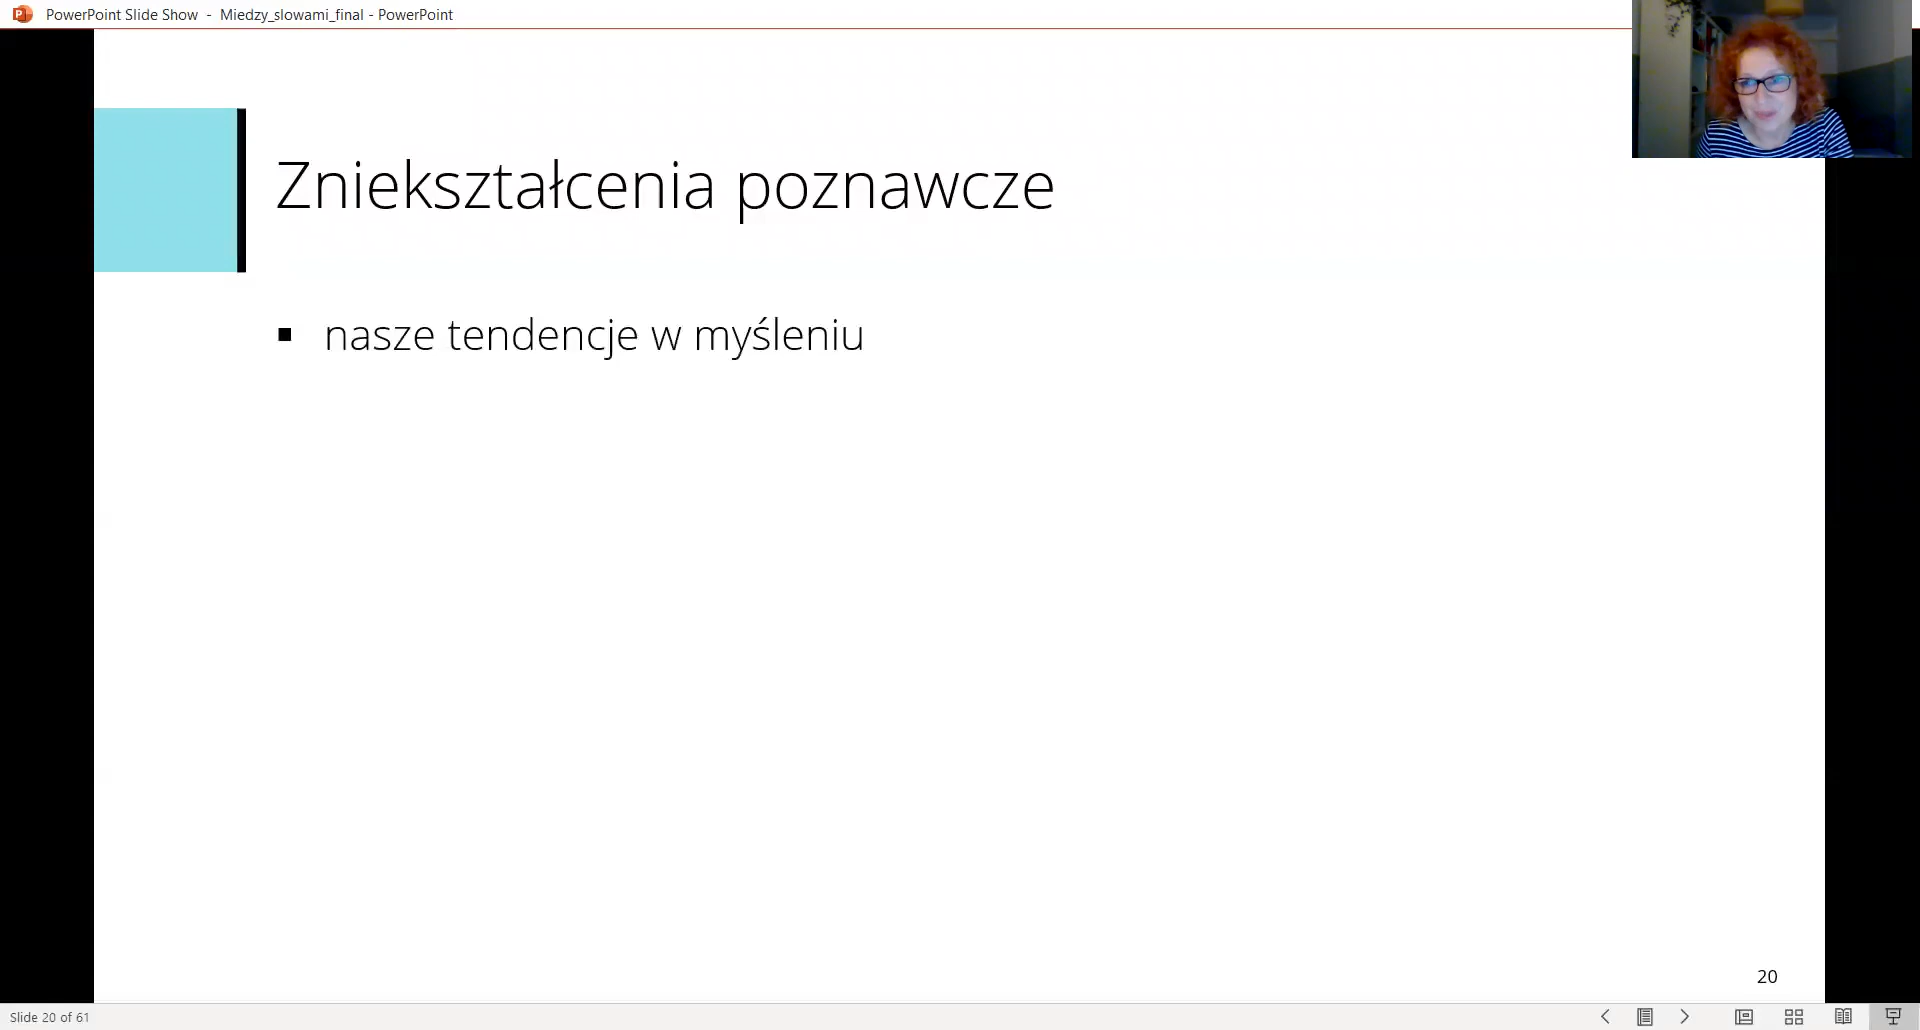 PowerPoint Slide Show - Miedzy_slowami_final - PowerPoint
Zniekształcenia poznawcze
▪ nasze tendencje w myśleniu
20
Slide 20 of 61